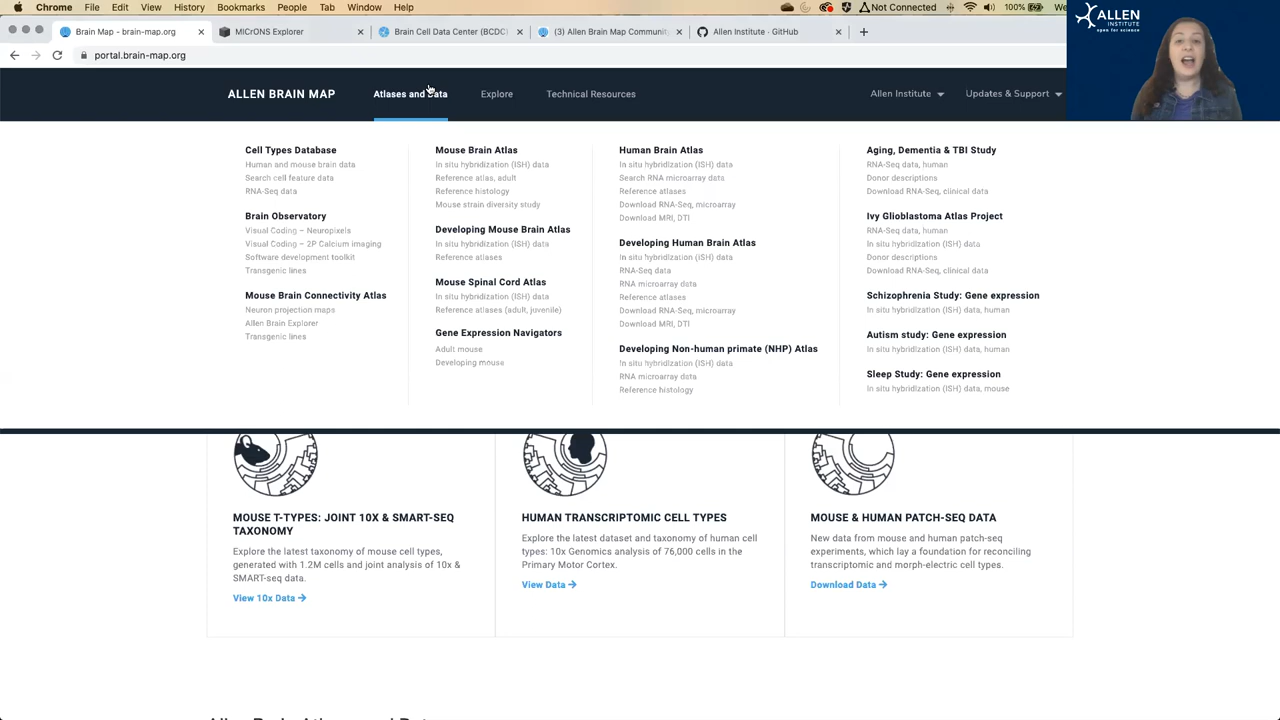 Chrome File Edit View History Bookmarks People Tab Window Help
Not Connected 100% We
Brain Map - brain-map.org
MICrONS Explorer
Brain Cell Data Center (BCDC)
(3) Allen Brain Map Communit
Allen Institute · GitHub
portal.brain-map.org
ALLEN
INSTITUTE
open for science
ALLEN BRAIN MAP
Atlases and Data
Explore
Technical Resources
Allen Institute
Updates & Support
Cell Types Database
Human and mouse brain data
Search cell feature data
RNA-Seq data
Brain Observatory
Visual Coding – Neuropixels
Visual Coding – 2P Calcium imaging
Software development toolkit
Transgenic lines
Mouse Brain Connectivity Atlas
Neuron projection maps
Allen Brain Explorer
Transgenic lines
Mouse Brain Atlas
In situ hybridization (ISH) data
Reference atlas, adult
Reference histology
Mouse strain diversity study
Developing Mouse Brain Atlas
In situ hybridization (ISH) data
Reference atlases
Mouse Spinal Cord Atlas
In situ hybridization (ISH) data
Reference atlases (adult, juvenile)
Gene Expression Navigators
Adult mouse
Developing mouse
Human Brain Atlas
In situ hybridization (ISH) data
Search RNA microarray data
Reference atlases
Download RNA-Seq, microarray
Download MRI, DTI
Developing Human Brain Atlas
In situ hybridization (ISH) data
RNA-Seq data
RNA microarray data
Reference atlases
Download RNA-Seq, microarray
Download MRI, DTI
Developing Non-human primate (NHP) Atlas
In situ hybridization (ISH) data
RNA microarray data
Reference histology
Aging, Dementia & TBI Study
RNA-Seq data, human
Donor descriptions
Download RNA-Seq, clinical data
Ivy Glioblastoma Atlas Project
RNA-Seq data, human
In situ hybridization (ISH) data
Donor descriptions
Download RNA-Seq, clinical data
Schizophrenia Study: Gene expression
In situ hybridization (ISH) data, human
Autism study: Gene expression
In situ hybridization (ISH) data, human
Sleep Study: Gene expression
In situ hybridization (ISH) data, mouse
MOUSE T-TYPES: JOINT 10X & SMART-SEQ
TAXONOMY
Explore the latest taxonomy of mouse cell types,
generated with 1.2M cells and joint analysis of 10x &
SMART-seq data.
View 10x Data
HUMAN TRANSCRIPTOMIC CELL TYPES
Explore the latest dataset and taxonomy of human cell
types: 10x Genomics analysis of 76,000 cells in the
Primary Motor Cortex.
View Data
MOUSE & HUMAN PATCH-SEQ DATA
New data from mouse and human patch-seq
experiments, which lay a foundation for reconciling
transcriptomic and morph-electric cell types.
Download Data